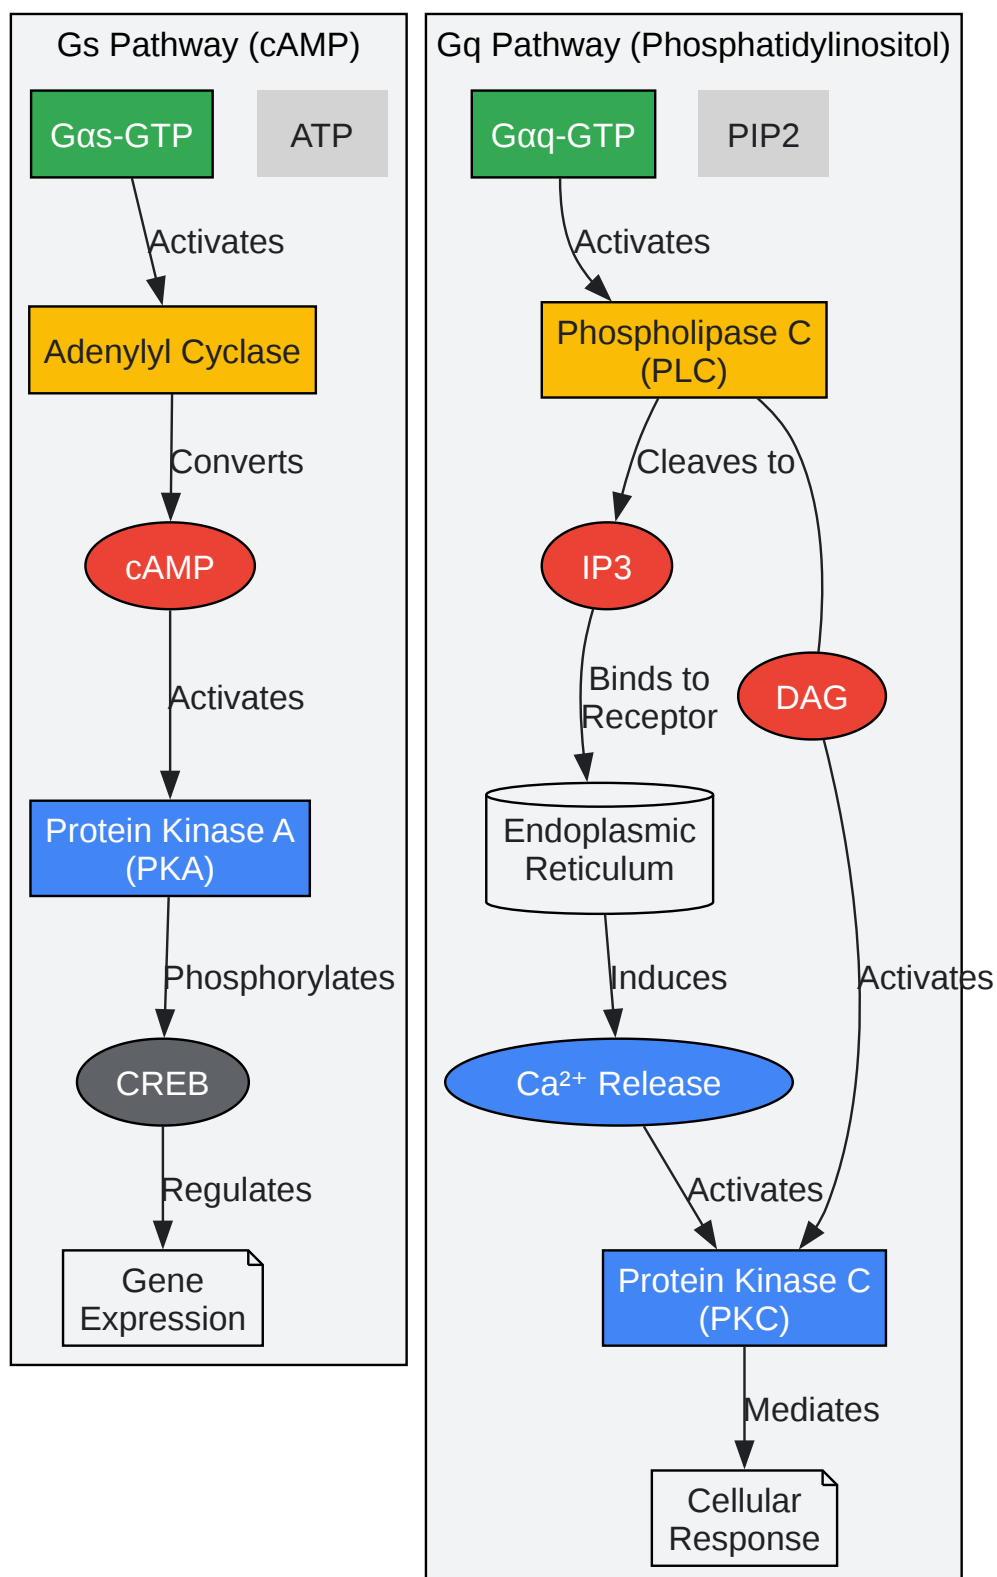 Gs Pathway (cAMP)
Gαs-GTP
ATP
Activates
Adenylyl Cyclase
Converts
cAMP
Activates
Protein Kinase A
(PKA)
Phosphorylates
CREB
Regulates
Gene
Expression
Gq Pathway (Phosphatidylinositol)
Gαq-GTP
PIP2
Activates
Phospholipase C
(PLC)
Cleaves to
IP3
Binds to
Receptor
DAG
Endoplasmic
Reticulum
Induces
Activates
Ca²⁺ Release
Activates
Protein Kinase C
(PKC)
Mediates
Cellular
Response